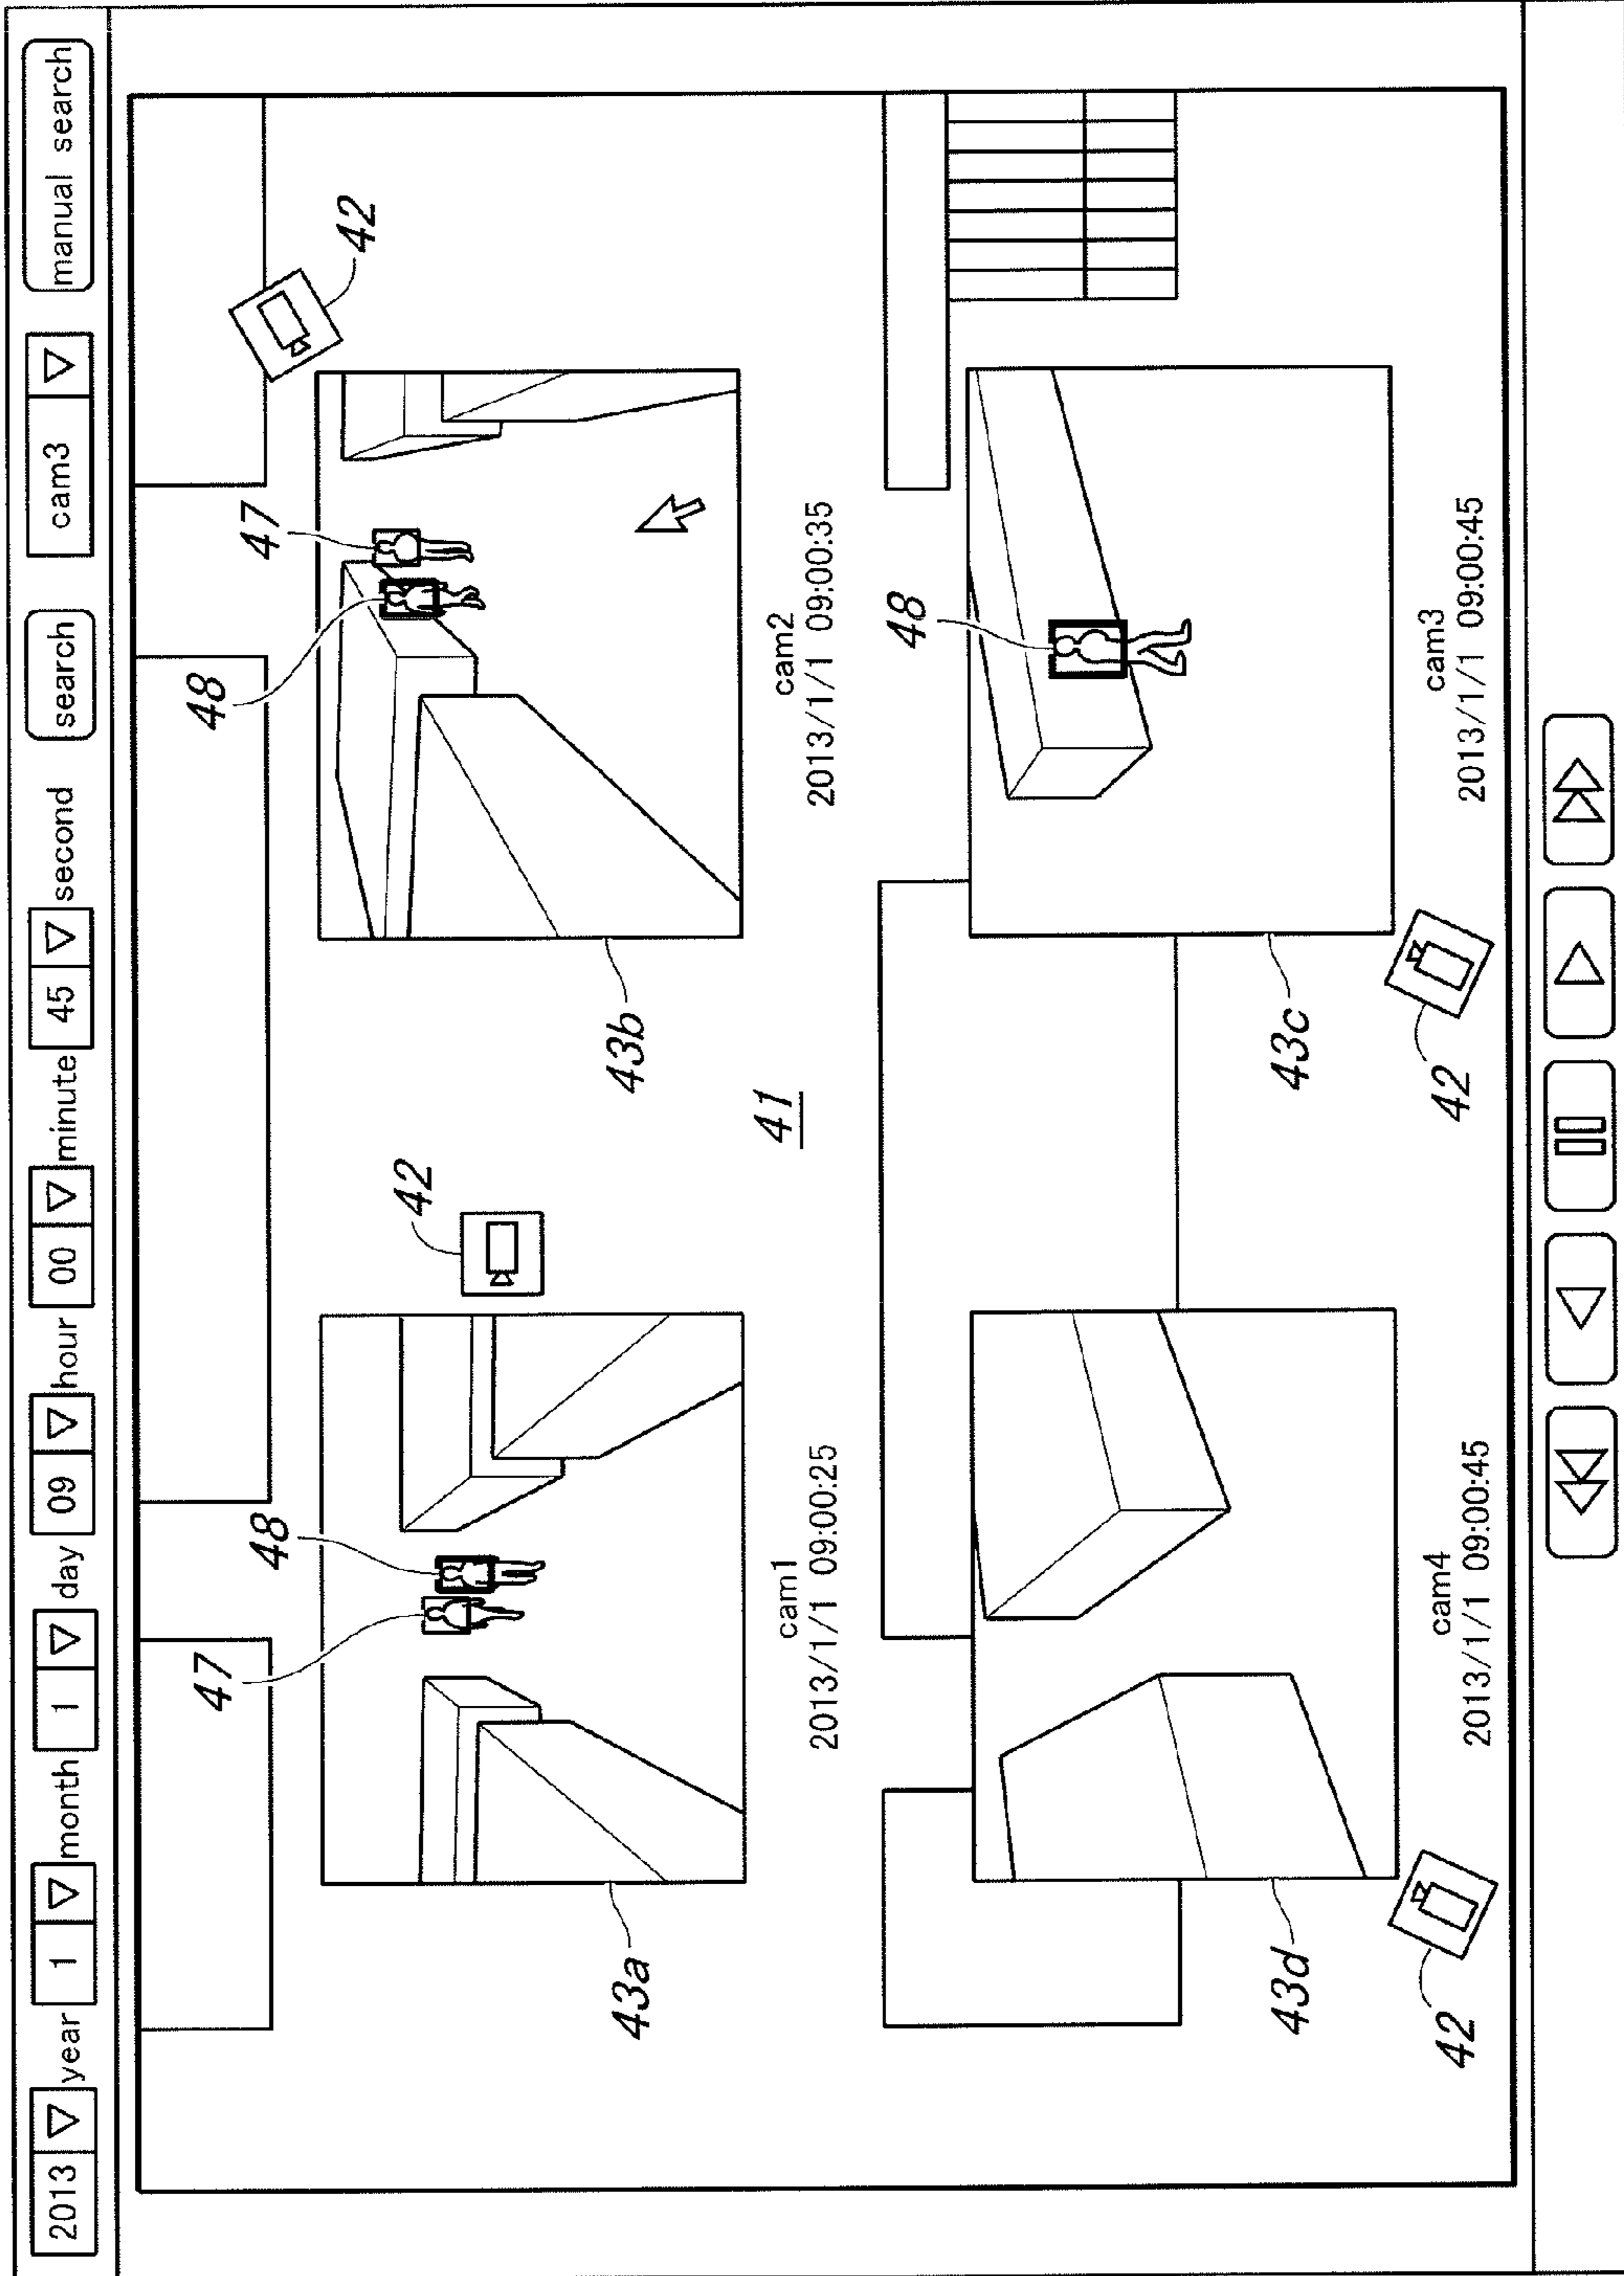 2013 year 1 month 1 day 09 hour 00 minute 45 second search cam3 manual search
42
47
48
48
47
42
43a
43b
cam1
2013/1/1 09:00:25
cam2
2013/1/1 09:00:35
41
48
43d
43c
cam4
2013/1/1 09:00:45
cam3
2013/1/1 09:00:45
42
42